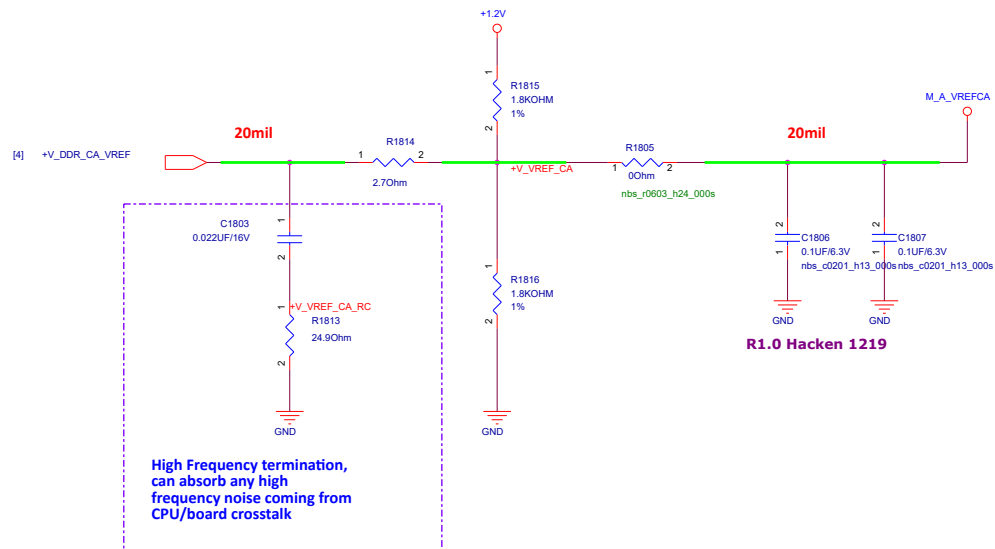 +1.2V
1
R1815
1.8KOHM
1%
2
M_A_VREFCA
20mil
20mil
[4]
+V_DDR_CA_VREF
R1814
1
2
2.7Ohm
+V_VREF_CA
R1805
1
2
0Ohm
nbs_r0603_h24_000s
1
C1803
0.022UF/16V
2
2
C1806
0.1UF/6.3V
1
nbs_c0201_h13_000s
2
C1807
0.1UF/6.3V
1
nbs_c0201_h13_000s
GND
GND
R1.0 Hacken 1219
1
R1816
1.8KOHM
1%
2
1
+V_VREF_CA_RC
R1813
24.9Ohm
2
GND
GND
High Frequency termination,
can absorb any high
frequency noise coming from
CPU/board crosstalk